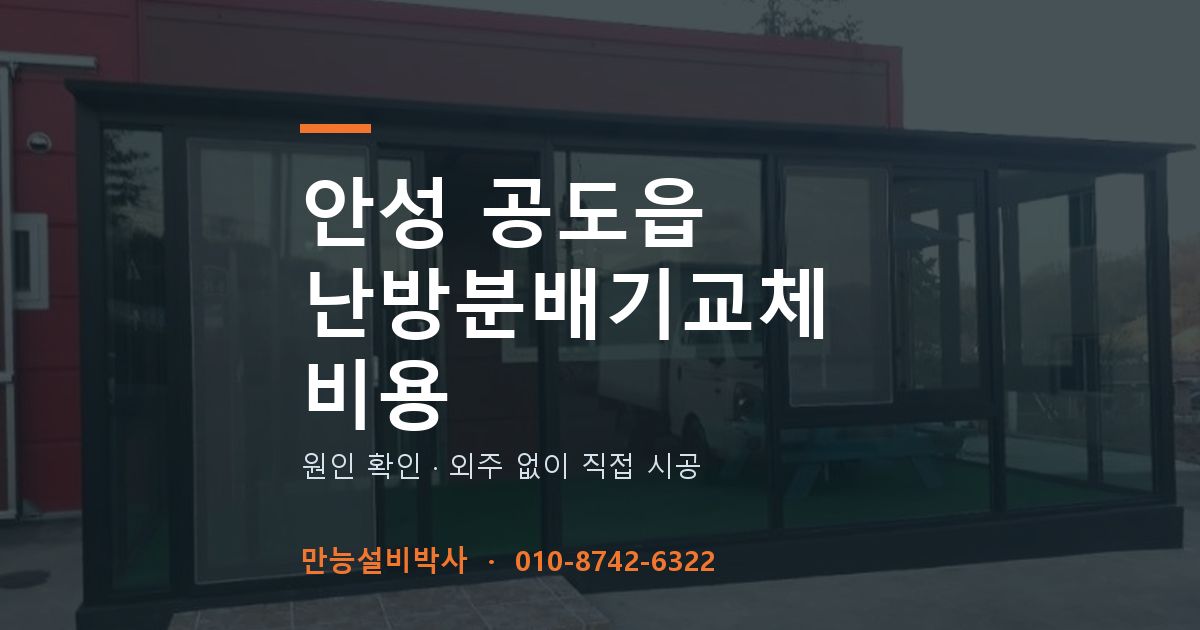 안성 공도읍
난방분배기교체
비용
원인 확인 · 외주 없이 직접 시공
만능설비박사 · 010-8742-6322